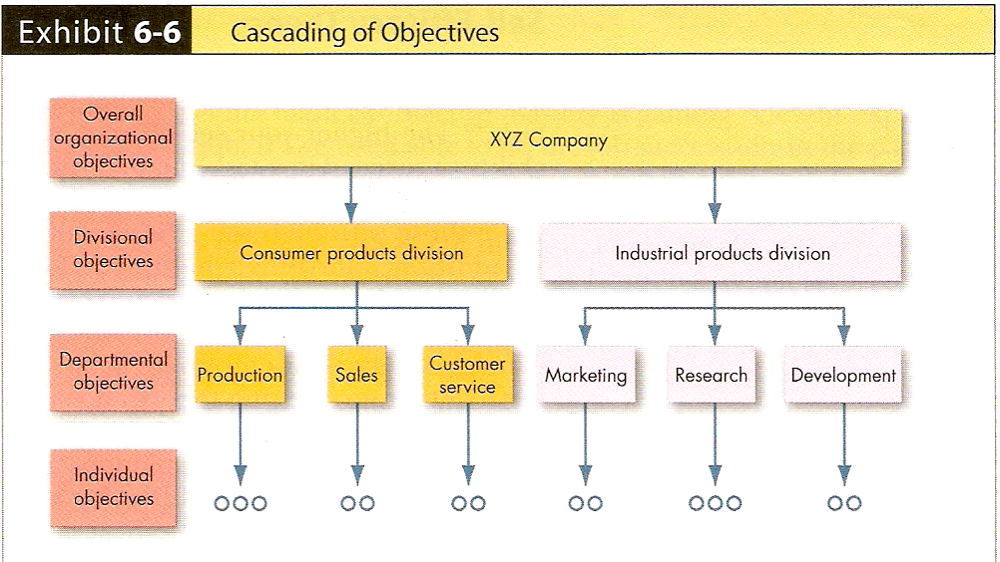 Exhibit 6-6 Cascading of Objectives
Overall
organizational
objectives
XYZ Company
Divisional
objectives
Consumer products division
Industrial products division
Departmental
objectives
Production
Sales
Customer
service
Marketing
Research
Development
Individual
objectives